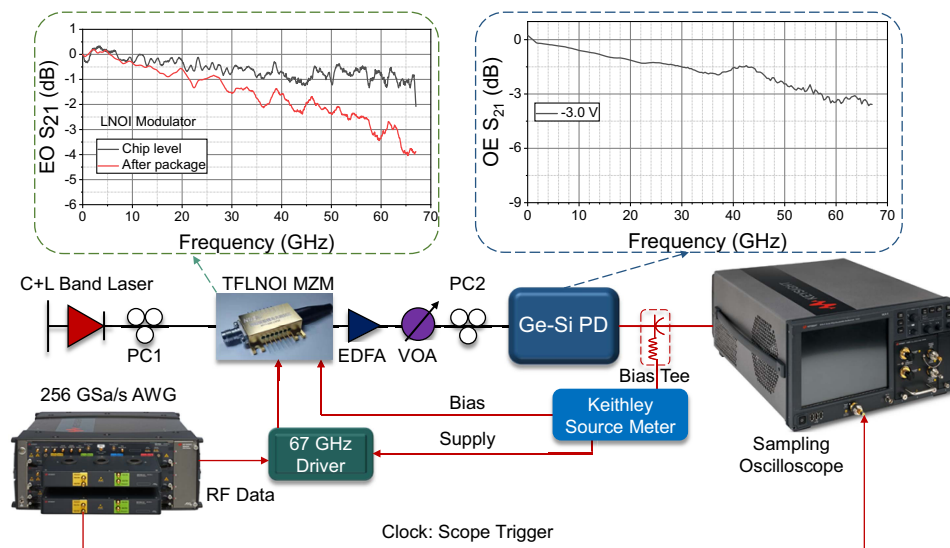 EO S21 (dB)
1
0
-1
-2
-3
-4
-5
-6
LNOI Modulator
Chip level
After package
0 10 20 30 40 50 60 70
Frequency (GHz)
OE S21 (dB)
0
-3
-6
-9
-3.0 V
0 10 20 30 40 50 60 70
Frequency (GHz)
C+L Band Laser
PC1
TFLNOI MZM
EDFA
VOA
PC2
Ge-Si PD
Bias Tee
KEYSIGHT
Sampling
Oscilloscope
Bias
Supply
Keithley
Source Meter
256 GSa/s AWG
67 GHz
Driver
RF Data
Clock: Scope Trigger